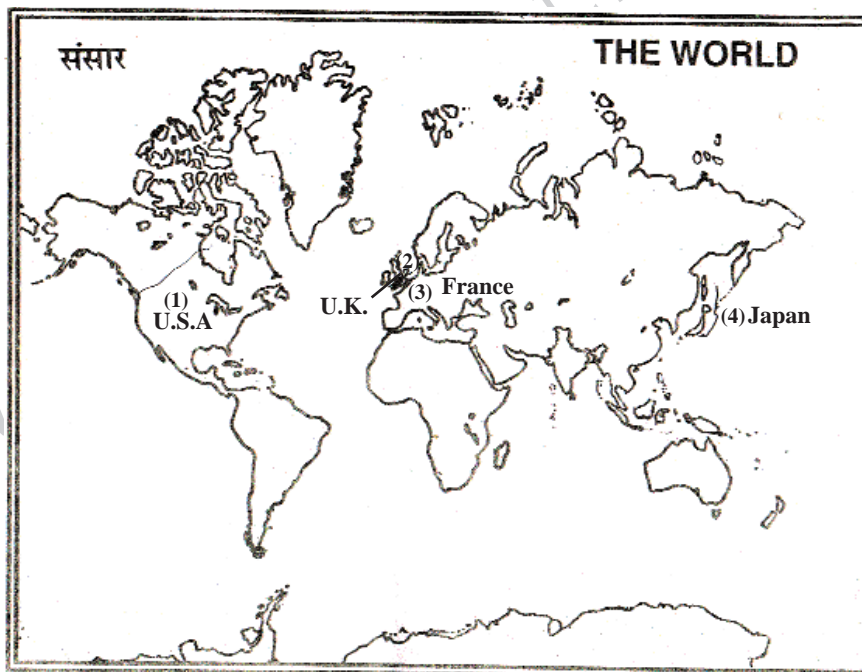 संसार
THE WORLD
(2)
(3) France
U.K.
(1)
U.S.A
(4) Japan